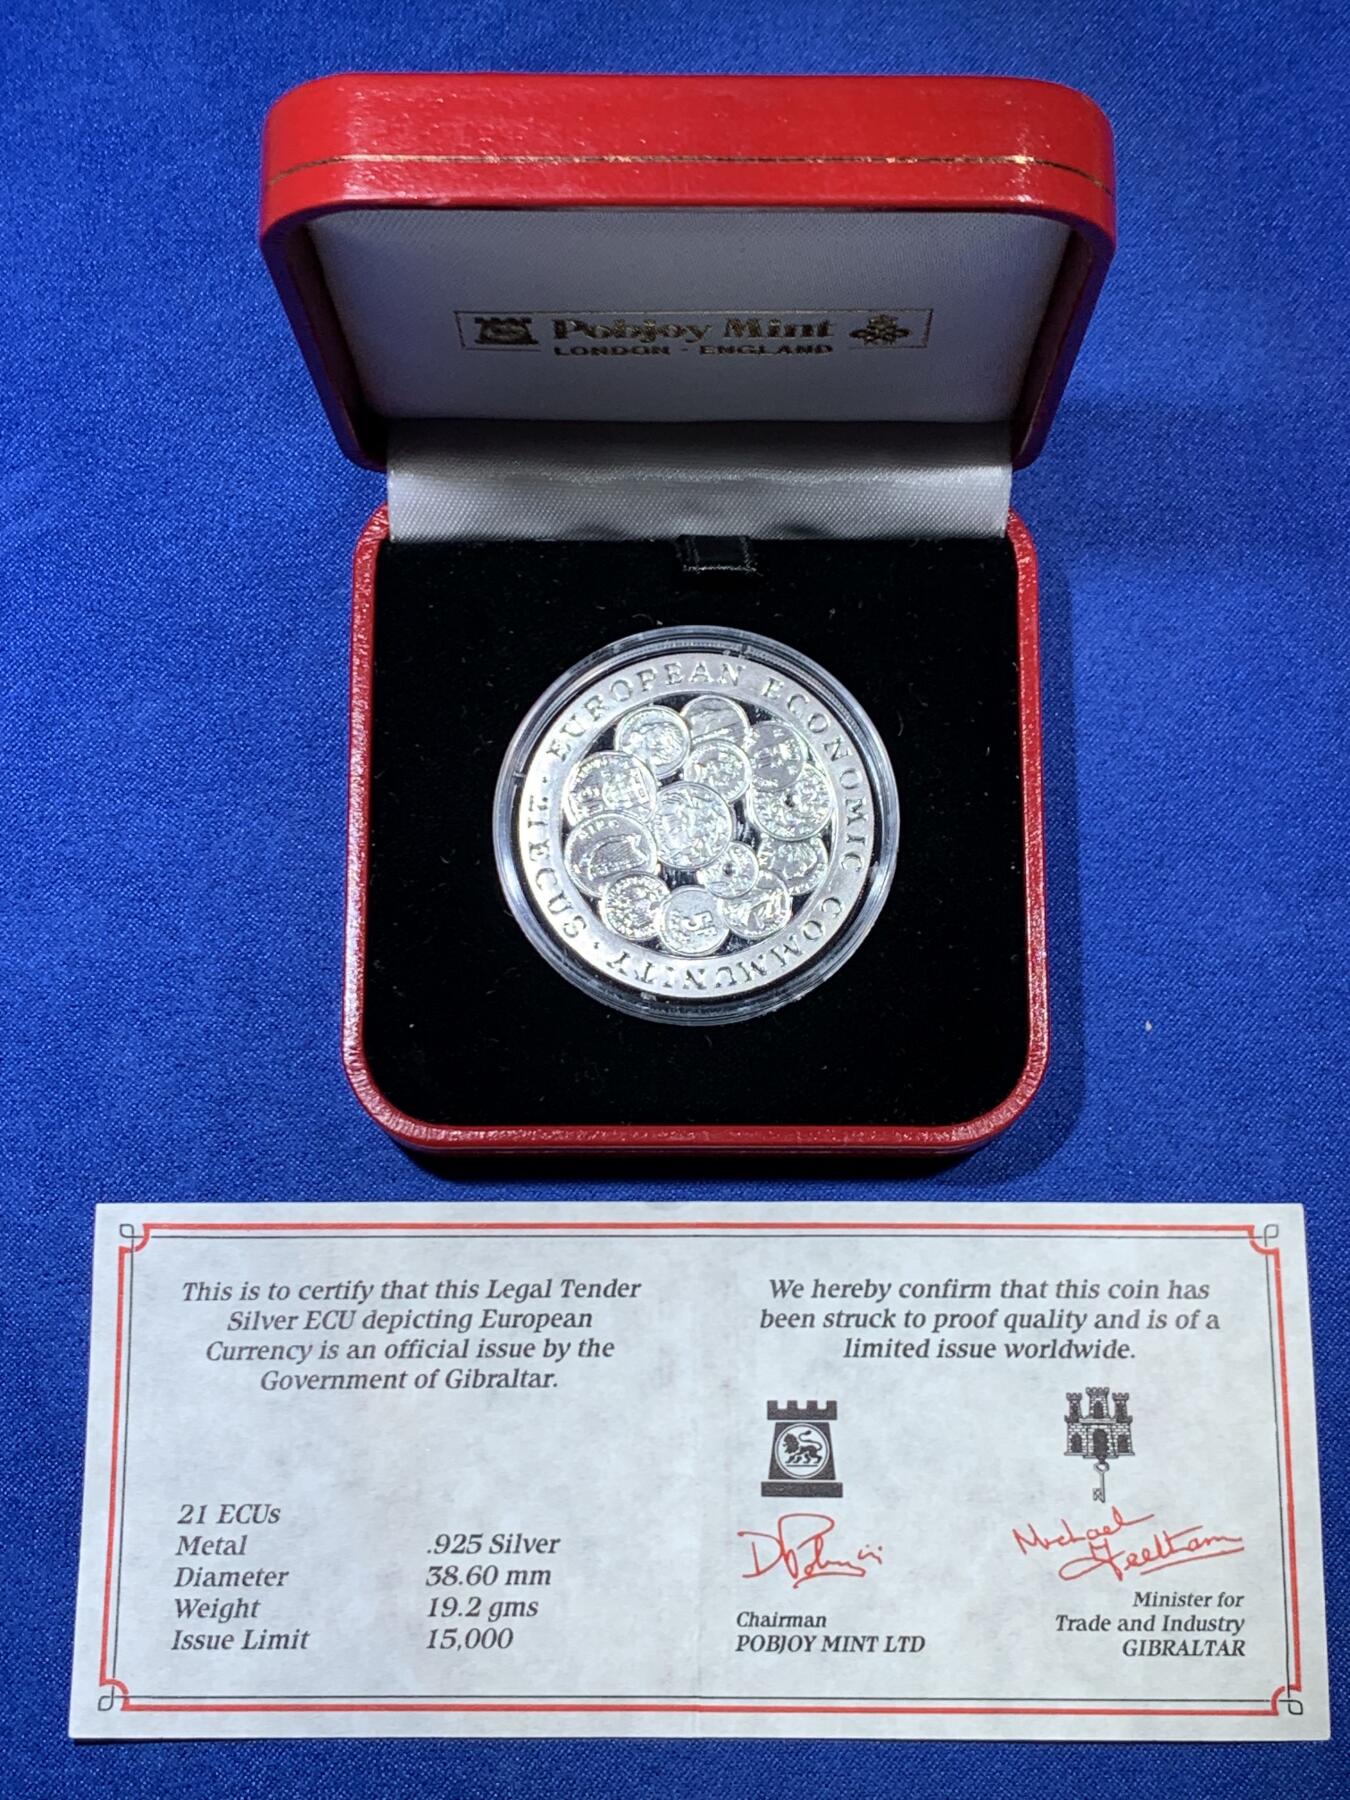 Pobjoy Mint
LONDON · ENGLAND
· EUROPEAN ECONOMIC COMMUNITY · 
This is to certify that this Legal Tender
Silver ECU depicting European
Currency is an official issue by the
Government of Gibraltar.
21 ECUs
Metal .925 Silver
Diameter 38.60 mm
Weight 19.2 gms
Issue Limit 15,000
We hereby confirm that this coin has
been struck to proof quality and is of a
limited issue worldwide.
Michael Feetham
Chairman
POBJOY MINT LTD
Minister for
Trade and Industry
GIBRALTAR